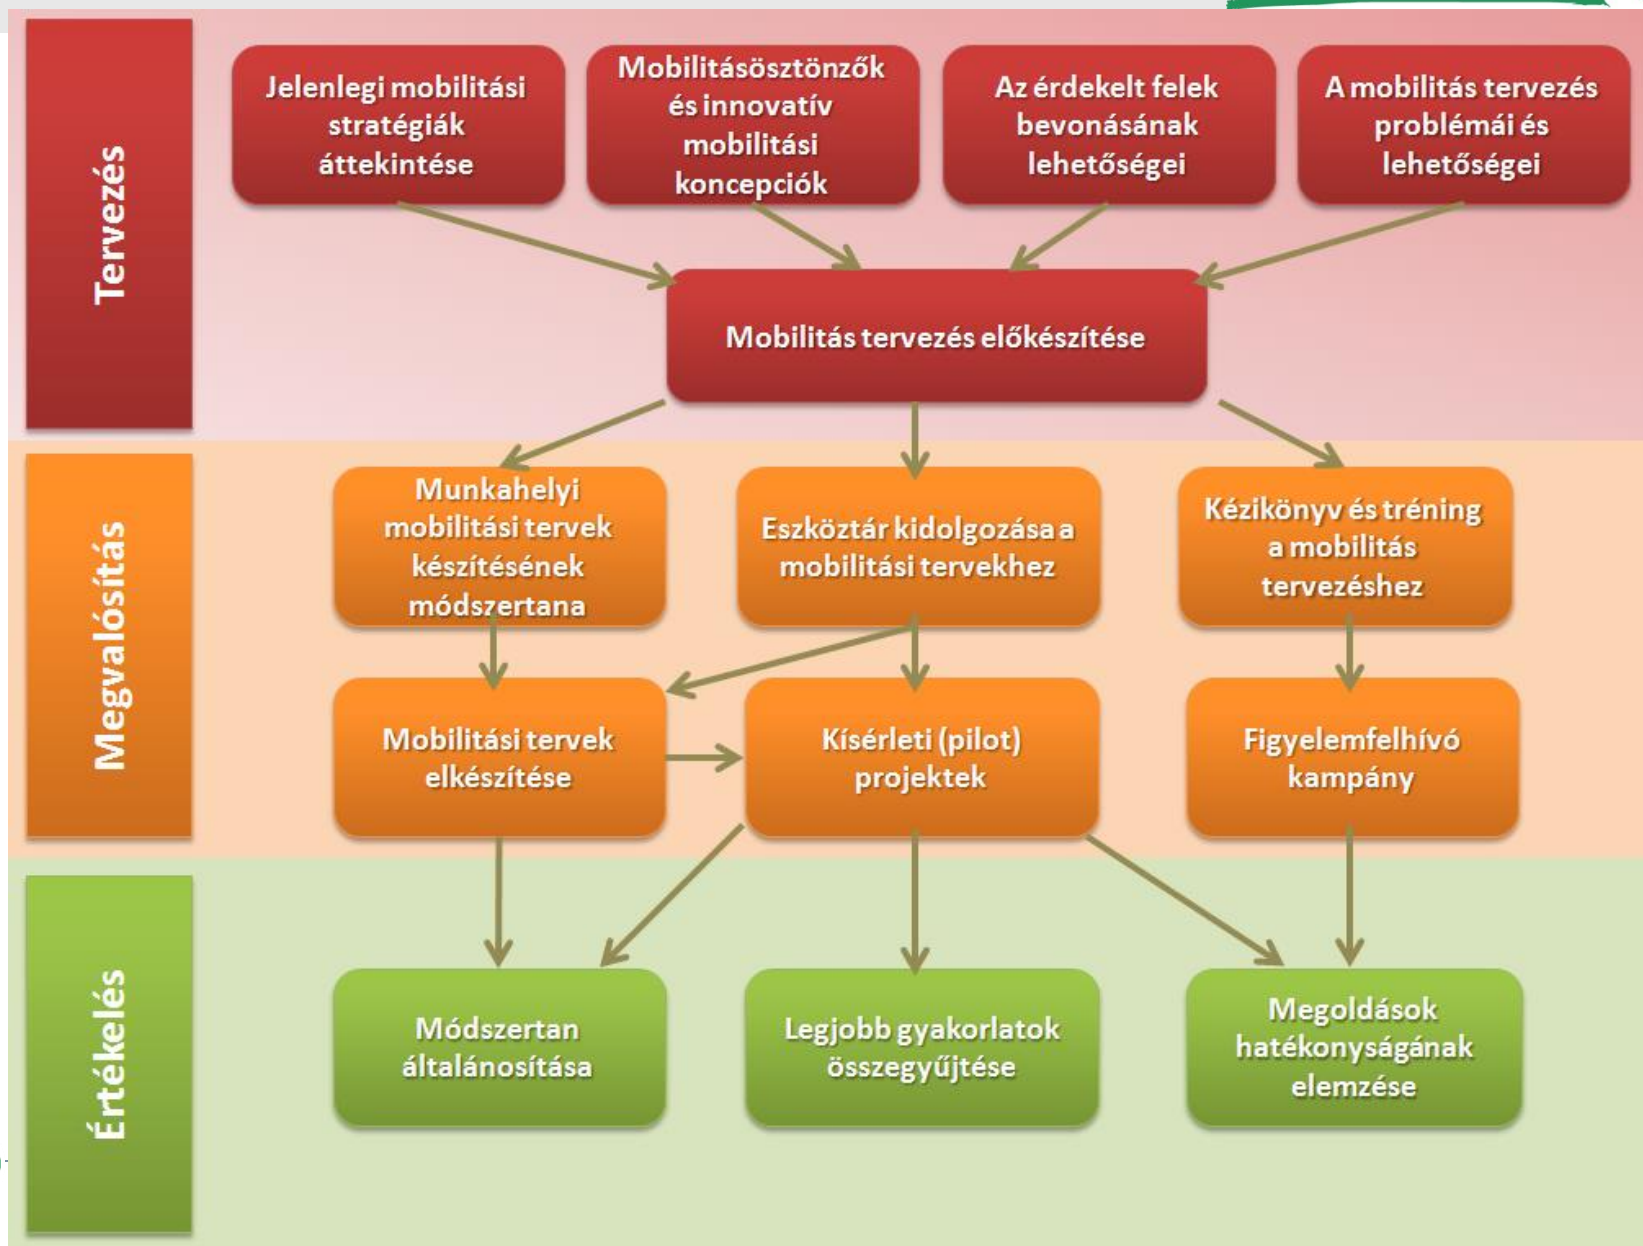 Tervezés
Jelenlegi mobilitási
stratégiák
áttekintése
Mobilitásösztönzők
és innovatív
mobilitási
koncepciók
Az érdekelt felek
bevonásának
lehetőségei
A mobilitás tervezés
problémái és
lehetőségei
Mobilitás tervezés előkészítése
Megvalósítás
Munkahelyi
mobilitási tervek
készítésének
módszertana
Eszköztár kidolgozása a
mobilitási tervekhez
Kézikönyv és tréning
a mobilitás
tervezéshez
Mobilitási tervek
elkészítése
Kísérleti (pilot)
projektek
Figyelemfelhívó
kampány
Értékelés
Módszertan
általánosítása
Legjobb gyakorlatok
összegyűjtése
Megoldások
hatékonyságának
elemzése